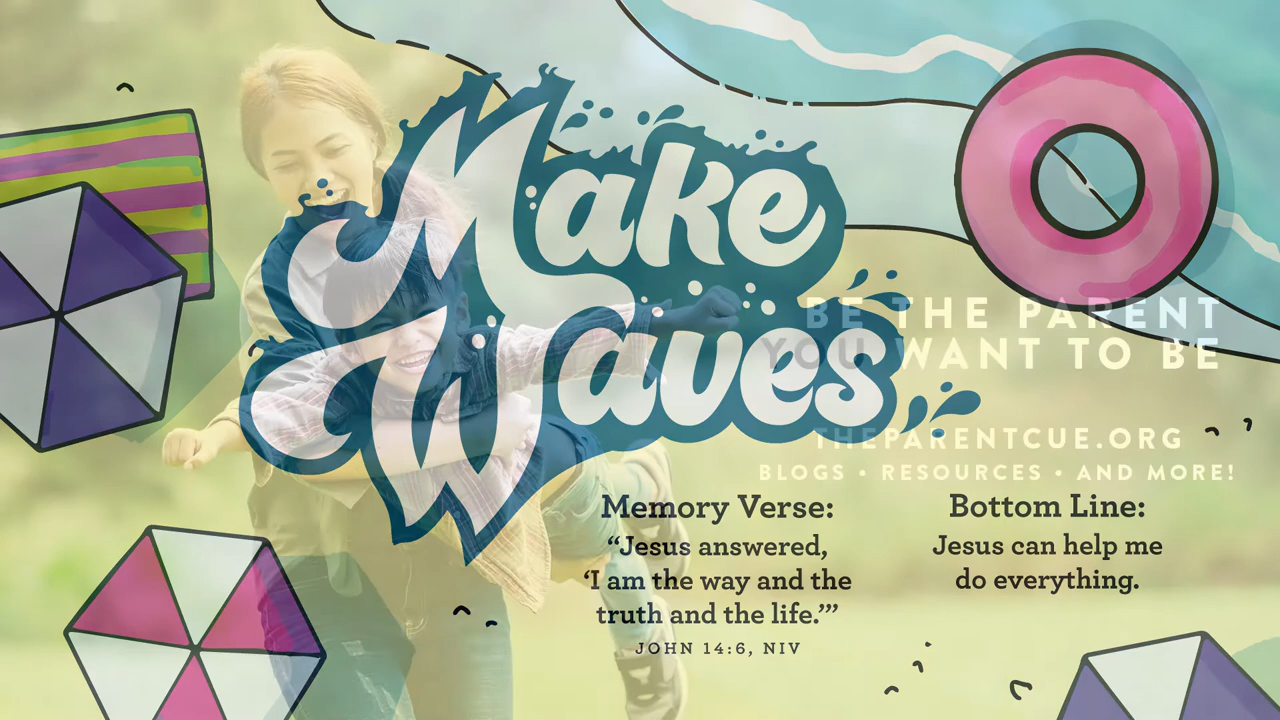 Make
Waves
BE THE PARENT
YOU WANT TO BE
THEPARENTCUE.ORG
BLOGS • RESOURCES • AND MORE!
Memory Verse:
“Jesus answered,
‘I am the way and the
truth and the life.’”
JOHN 14:6, NIV
Bottom Line:
Jesus can help me
do everything.